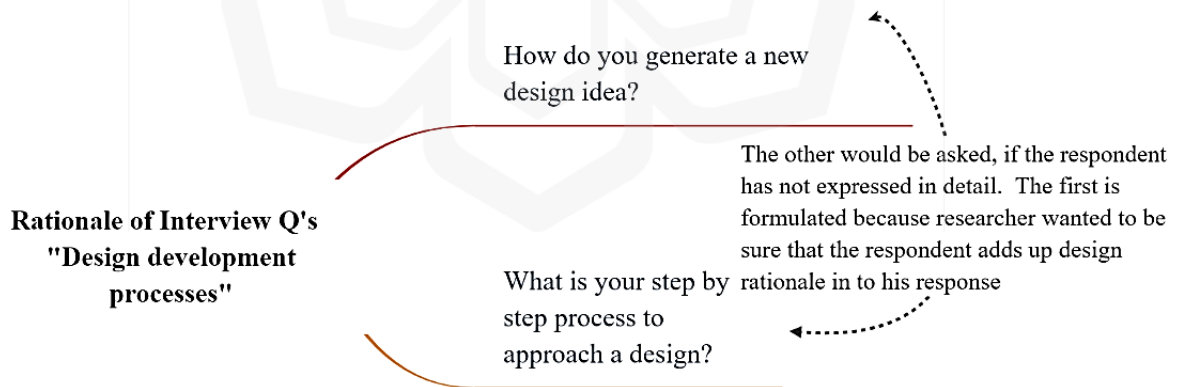 How do you generate a new
design idea?
The other would be asked, if the respondent
has not expressed in detail. The first is
formulated because researcher wanted to be
sure that the respondent adds up design
rationale in to his response
Rationale of Interview Q's
"Design development
processes"
What is your step by
step process to
approach a design?